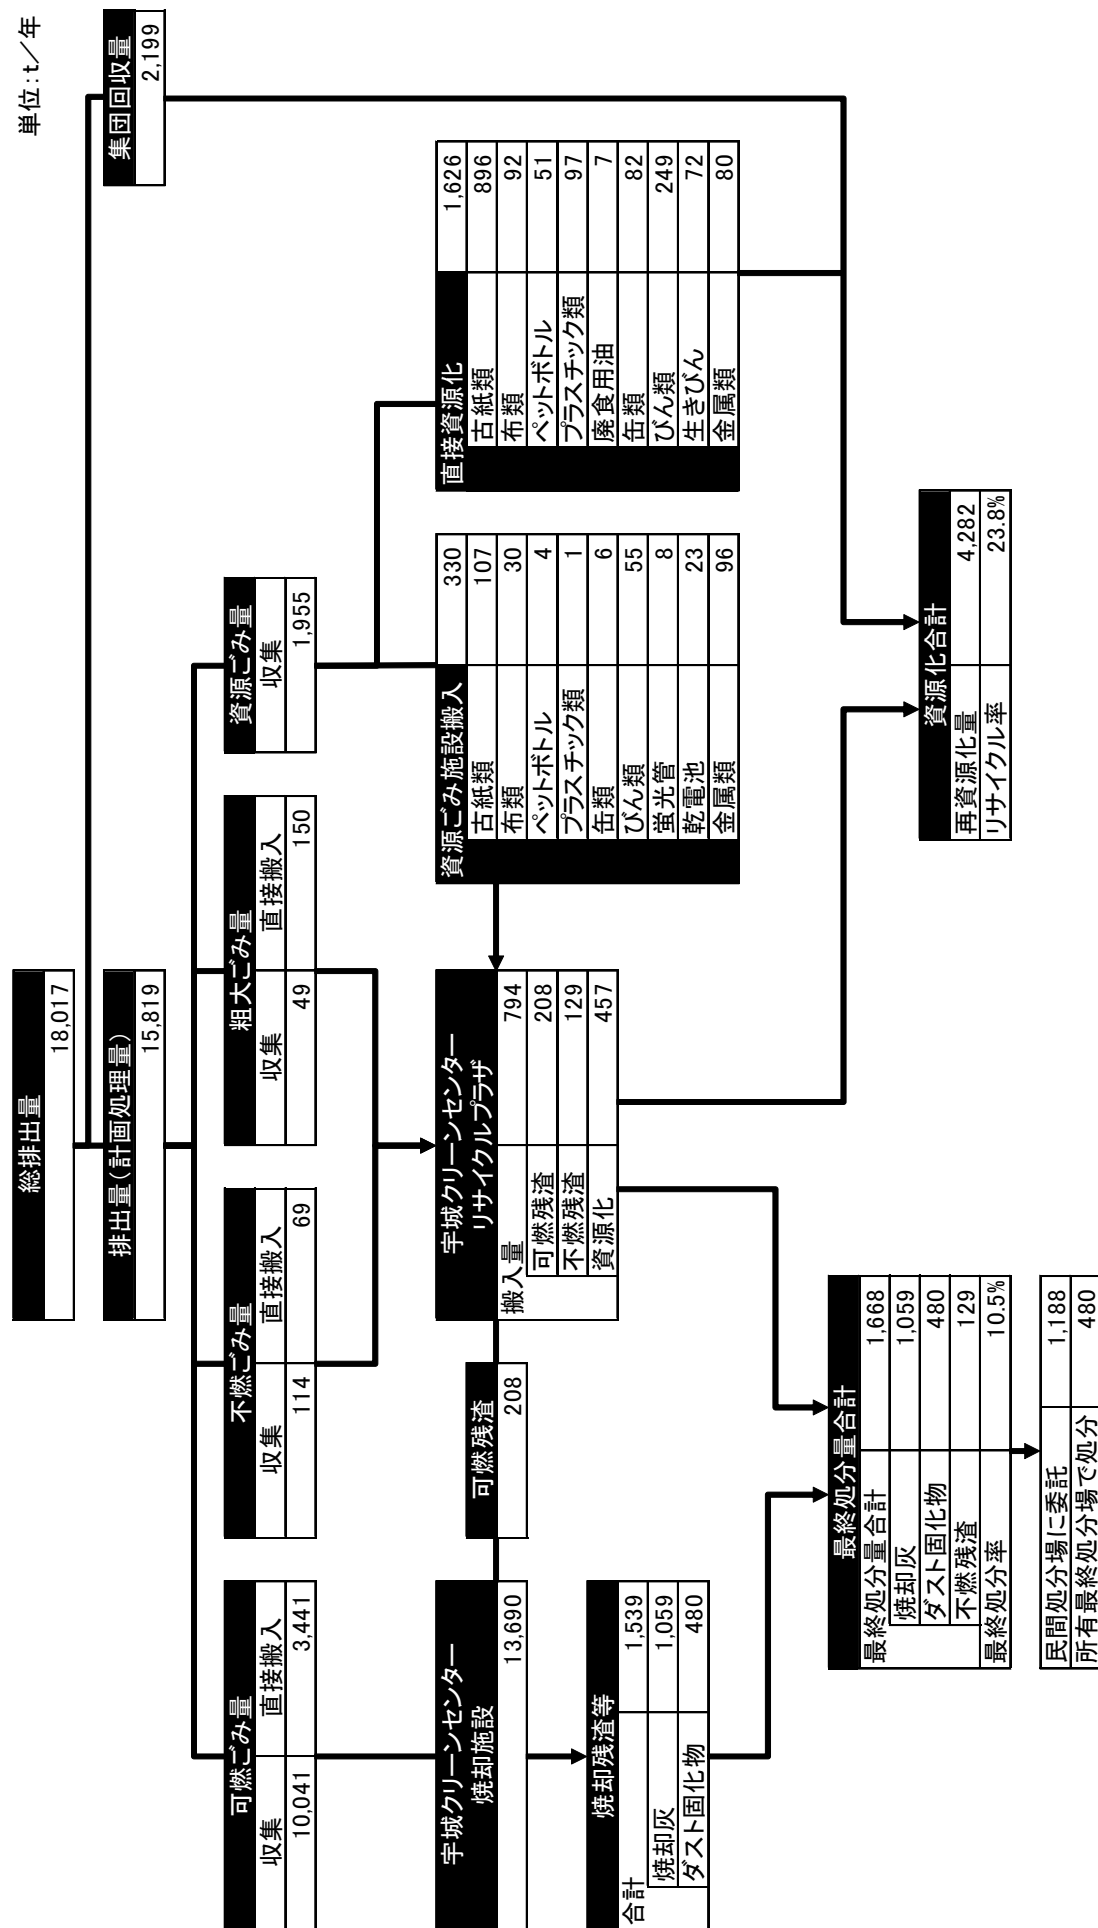 単位：t／年
総排出量
18,017
集団回収量
2,199
排出量（計画処理量）
15,819
可燃ごみ量
収集 直接搬入
10,041 3,441
不燃ごみ量
収集 直接搬入
114 69
粗大ごみ量
収集 直接搬入
49 150
資源ごみ量
収集
1,955
宇城クリーンセンター
焼却施設
13,690
可燃残渣
208
宇城クリーンセンター
リサイクルプラザ
搬入量 794
可燃残渣 208
不燃残渣 129
資源化 457
資源ごみ施設搬入 330
古紙類 107
布類 30
ペットボトル 4
プラスチック類 1
缶類 6
びん類 55
蛍光管 8
乾電池 23
金属類 96
直接資源化 1,626
古紙類 896
布類 92
ペットボトル 51
プラスチック類 97
廃食用油 7
缶類 82
びん類 249
生きびん 72
金属類 80
焼却残渣等
合計 1,539
焼却灰 1,059
ダスト固化物 480
最終処分量合計
最終処分量合計 1,668
焼却灰 1,059
ダスト固化物 480
不燃残渣 129
最終処分率 10.5%
資源化合計
再資源化量 4,282
リサイクル率 23.8%
民間処分場に委託 1,188
所有最終処分場で処分 480